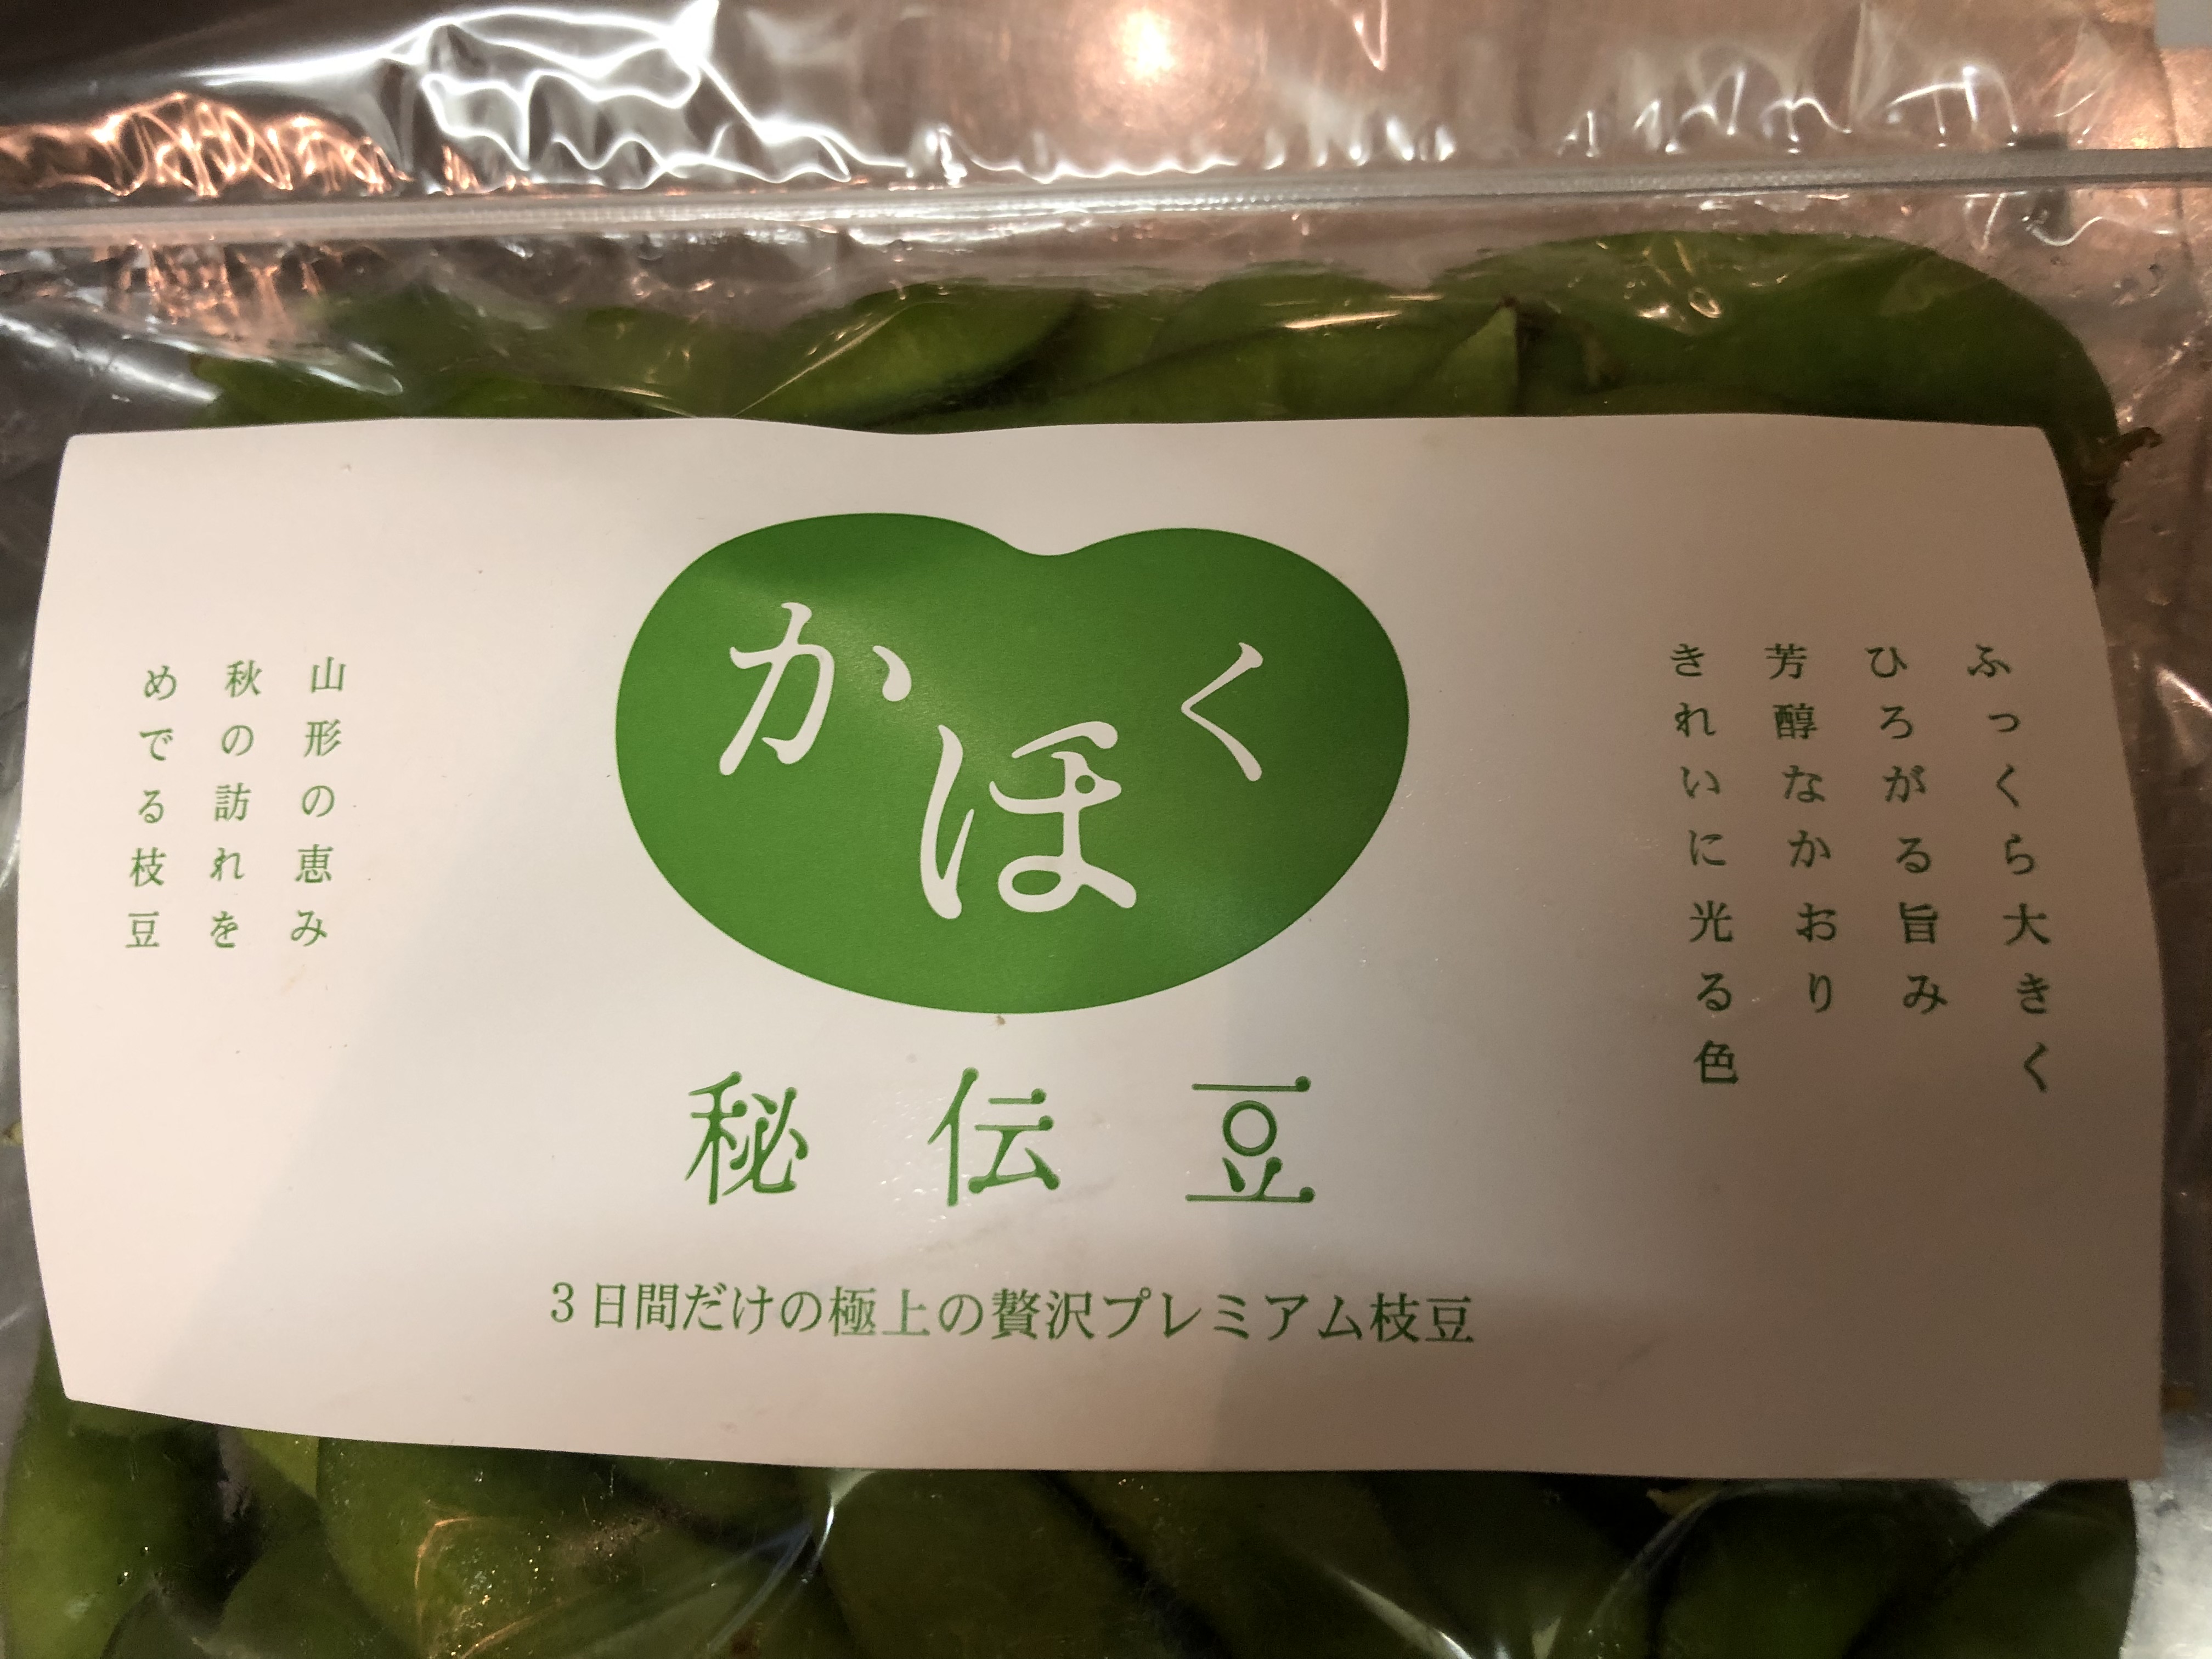 ふっくら大きく
ひろがる旨み
芳醇なかおり
きれいに光る色
かほく
秘伝豆
3日間だけの極上の贅沢プレミアム枝豆
山形の恵み
秋の訪れを
めでる枝豆